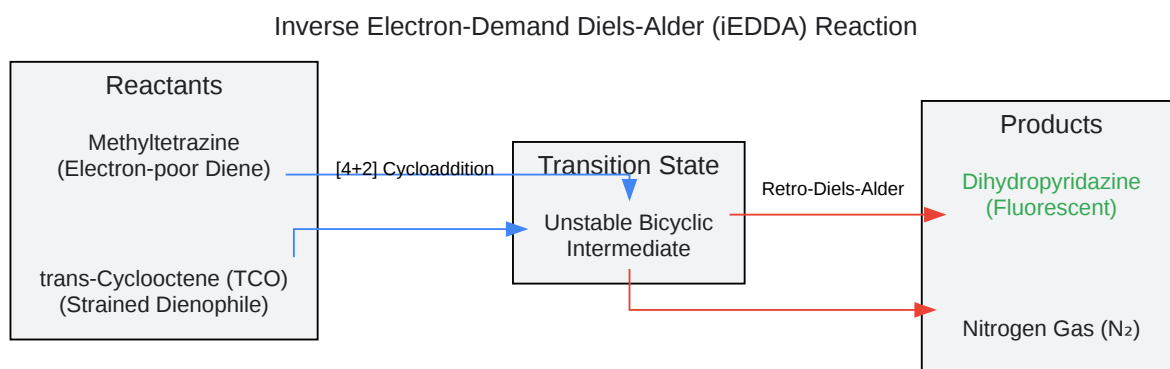 Inverse Electron-Demand Diels-Alder (iEDDA) Reaction
Reactants
Methyltetrazine
(Electron-poor Diene)
trans-Cyclooctene (TCO)
(Strained Dienophile)
[4+2] Cycloaddition
Transition State
Unstable Bicyclic
Intermediate
Retro-Diels-Alder
Products
Dihydropyridazine
(Fluorescent)
Nitrogen Gas (N₂)